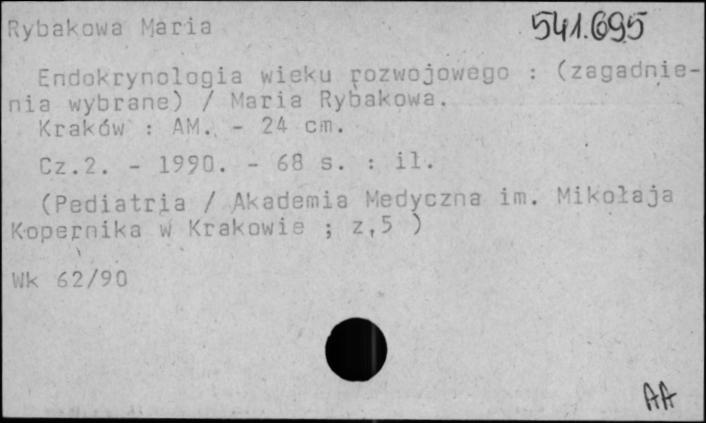 Rybakowa Maria 541.695
Endokrynologia wieku rozwojowego : (zagadnie-
nia wybrane) / Maria Rybakowa.
Kraków : AM. - 24 cm.
Cz.2. - 1990. - 68 s. : il.
(Pediatria / Akademia Medyczna im. Mikołaja
Kopernika w Krakowie ; z.5 )
Wk 62/90
AA